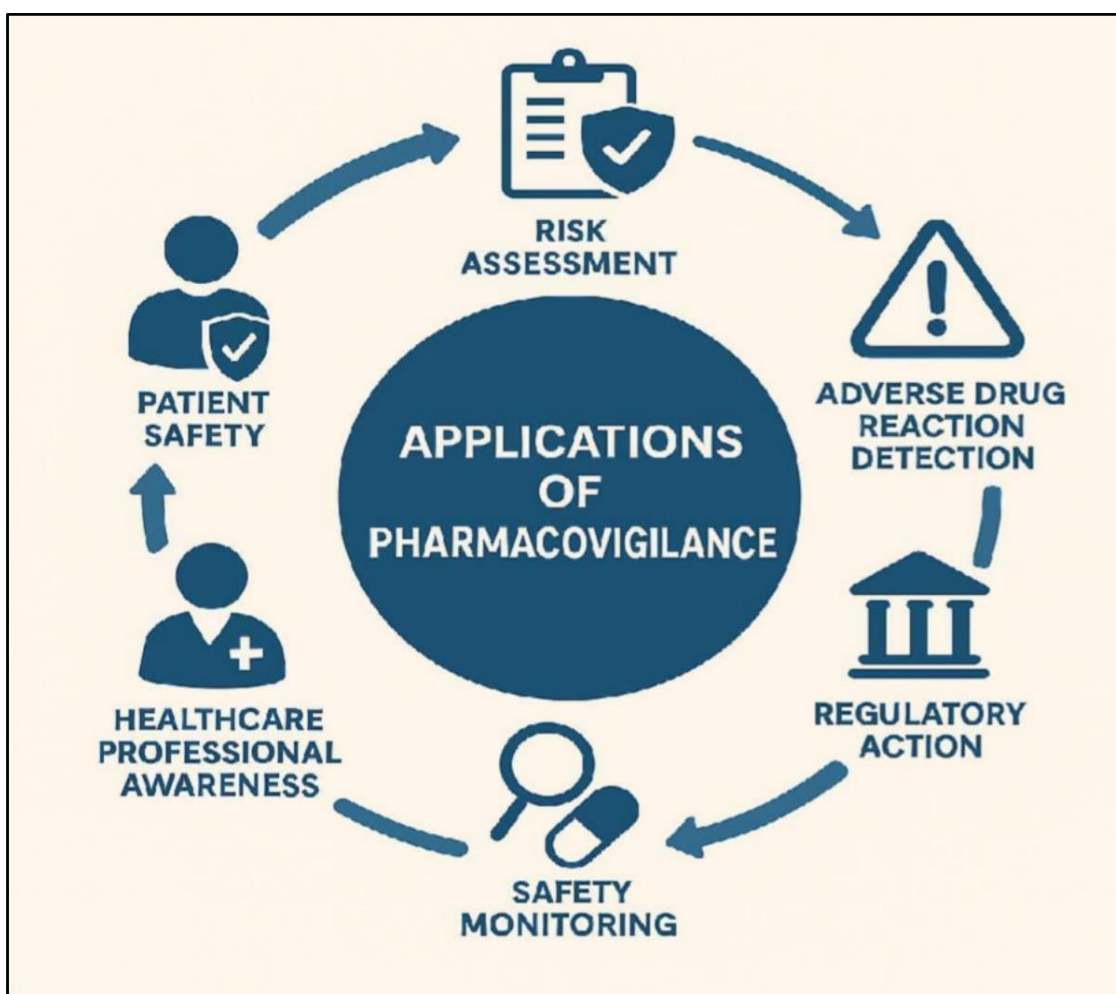 RISK
ASSESSMENT
ADVERSE DRUG
REACTION
DETECTION
REGULATORY
ACTION
SAFETY
MONITORING
HEALTHCARE
PROFESSIONAL
AWARENESS
PATIENT
SAFETY
APPLICATIONS
OF
PHARMACOVIGILANCE